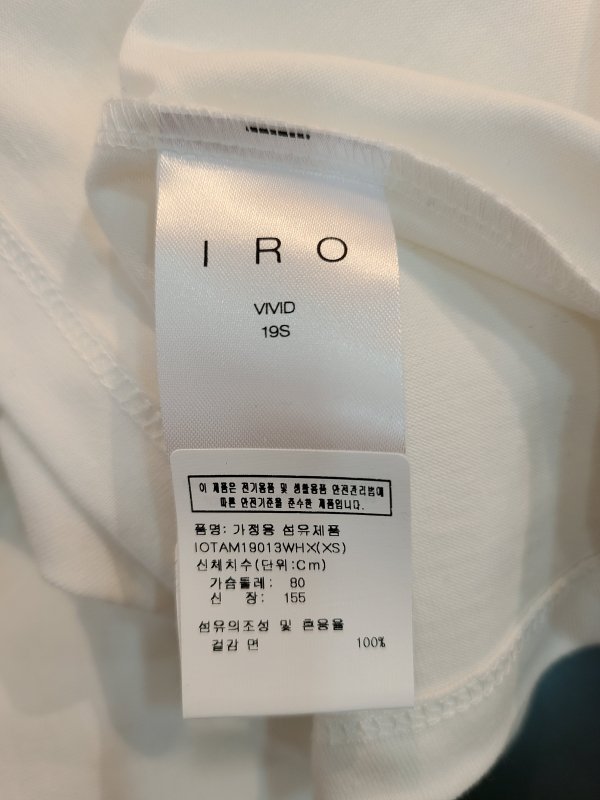 I R O
VIVID
19S
이 제품은 전기용품 및 생활용품 안전관리법에
따른 안전기준을 준수한 제품입니다.
품명: 가정용 섬유제품
IOTAM19013WHX(XS)
신체치수(단위:Cm)
가슴둘레: 80
신 장: 155
섬유의조성 및 혼용율
겉감 면 100%